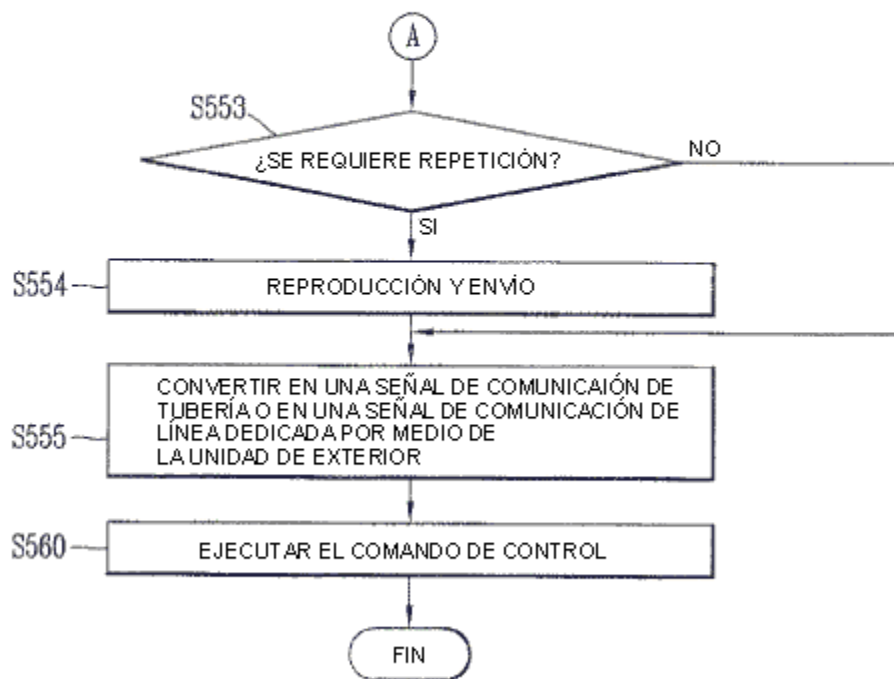 A
S553
¿SE REQUIERE REPETICIÓN?
NO
SI
S554
REPRODUCCIÓN Y ENVÍO
CONVERTIR EN UNA SEÑAL DE COMUNICAIÓN DE
TUBERÍA O EN UNA SEÑAL DE COMUNICACIÓN DE
LÍNEA DEDICADA POR MEDIO DE
LA UNIDAD DE EXTERIOR
S555
S560
EJECUTAR EL COMANDO DE CONTROL
FIN